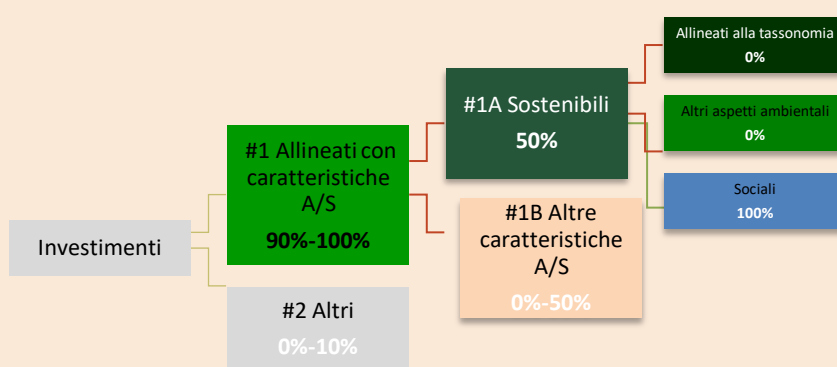 Investimenti
#1 Allineati con
caratteristiche
A/S
90%-100%
#2 Altri
0%-10%
#1A Sostenibili
50%
#1B Altre
caratteristiche
A/S
0%-50%
Allineati alla tassonomia
0%
Altri aspetti ambientali
0%
Sociali
100%